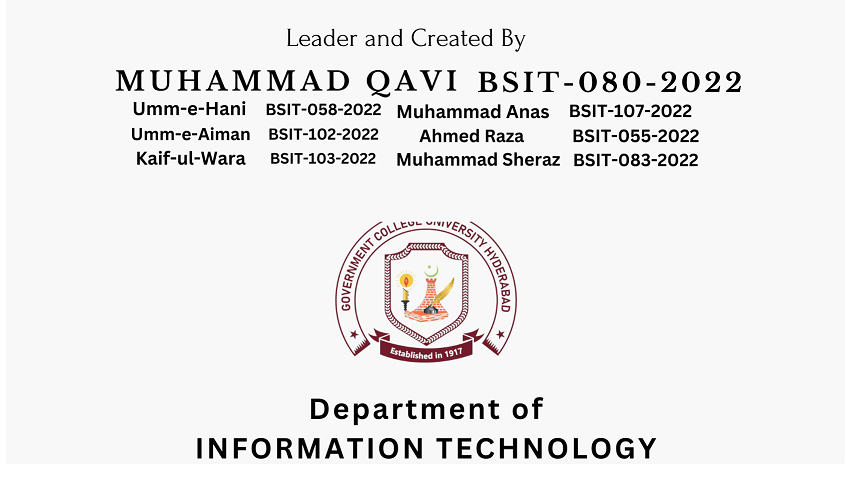 Leader and Created By
MUHAMMAD QAVI BSIT-080-2022
Umm-e-Hani BSIT-058-2022 Muhammad Anas BSIT-107-2022
Umm-e-Aiman BSIT-102-2022 Ahmed Raza BSIT-055-2022
Kaif-ul-Wara BSIT-103-2022 Muhammad Sheraz BSIT-083-2022
GOVERNMENT COLLEGE UNIVERSITY HYDERABAD
Established in 1917
Department of
INFORMATION TECHNOLOGY